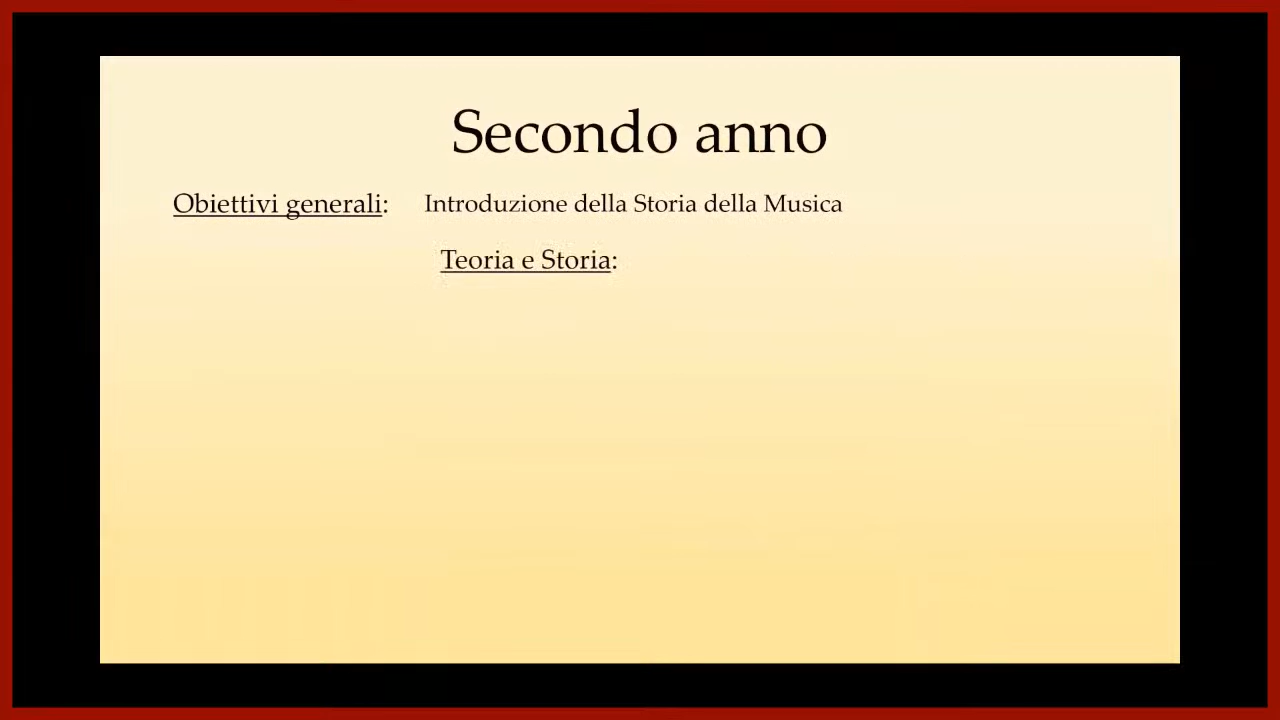 Secondo anno
Obiettivi generali: Introduzione della Storia della Musica
Teoria e Storia: